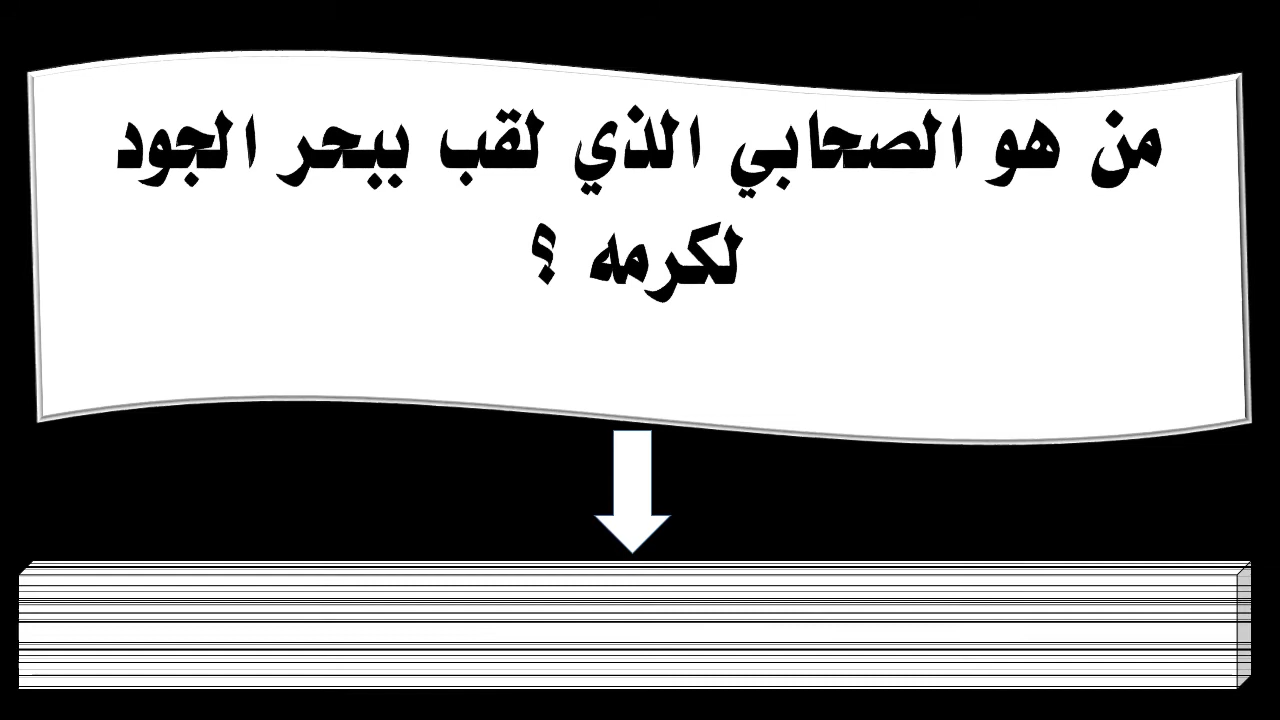 من هو الصحابي الذي لقب ببحر الجود
لكرمه ؟